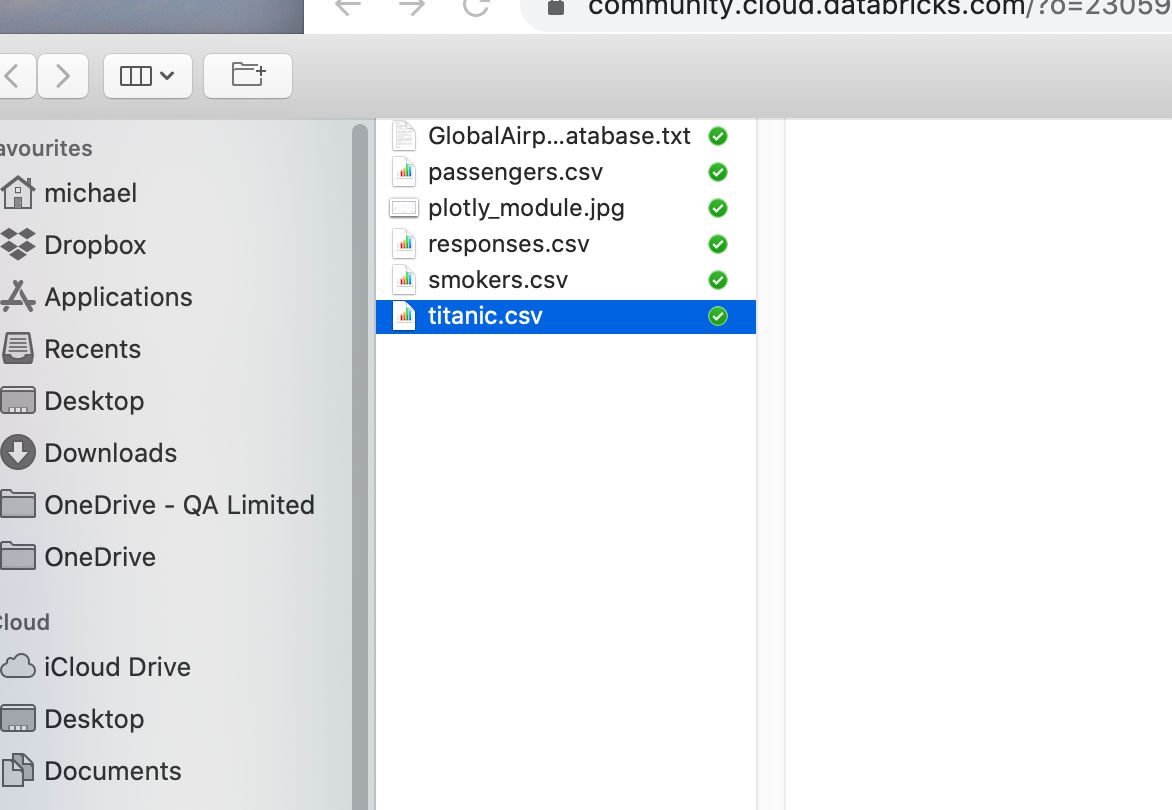 community.cloud.databricks.com/?o=23059
avourites
michael
Dropbox
Applications
Recents
Desktop
Downloads
OneDrive - QA Limited
OneDrive
Cloud
iCloud Drive
Desktop
Documents
GlobalAirp...atabase.txt
passengers.csv
plotly_module.jpg
responses.csv
smokers.csv
titanic.csv